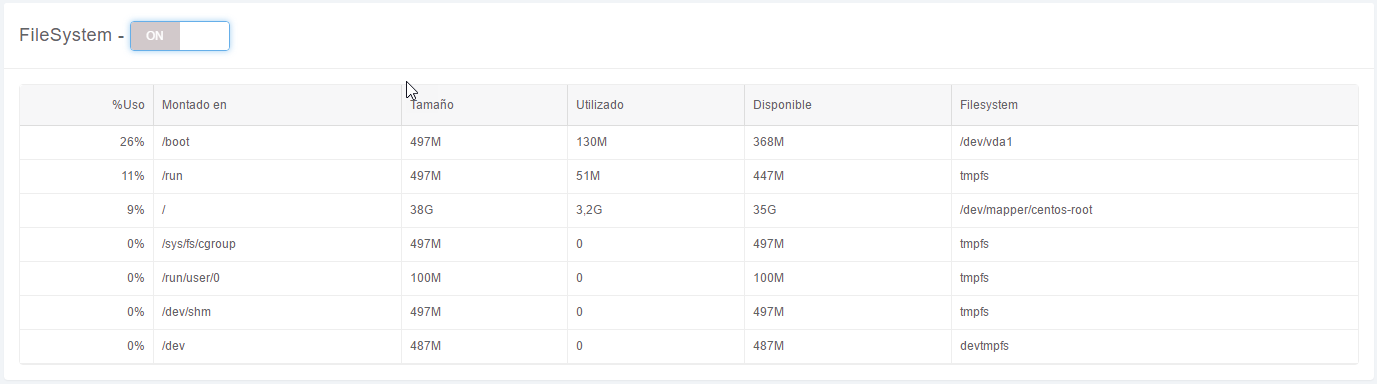 FileSystem - ON
%Uso Montado en Tamaño Utilizado Disponible Filesystem
26% /boot 497M 130M 368M /dev/vda1
11% /run 497M 51M 447M tmpfs
9% / 38G 3,2G 35G /dev/mapper/centos-root
0% /sys/fs/cgroup 497M 0 497M tmpfs
0% /run/user/0 100M 0 100M tmpfs
0% /dev/shm 497M 0 497M tmpfs
0% /dev 487M 0 487M devtmpfs